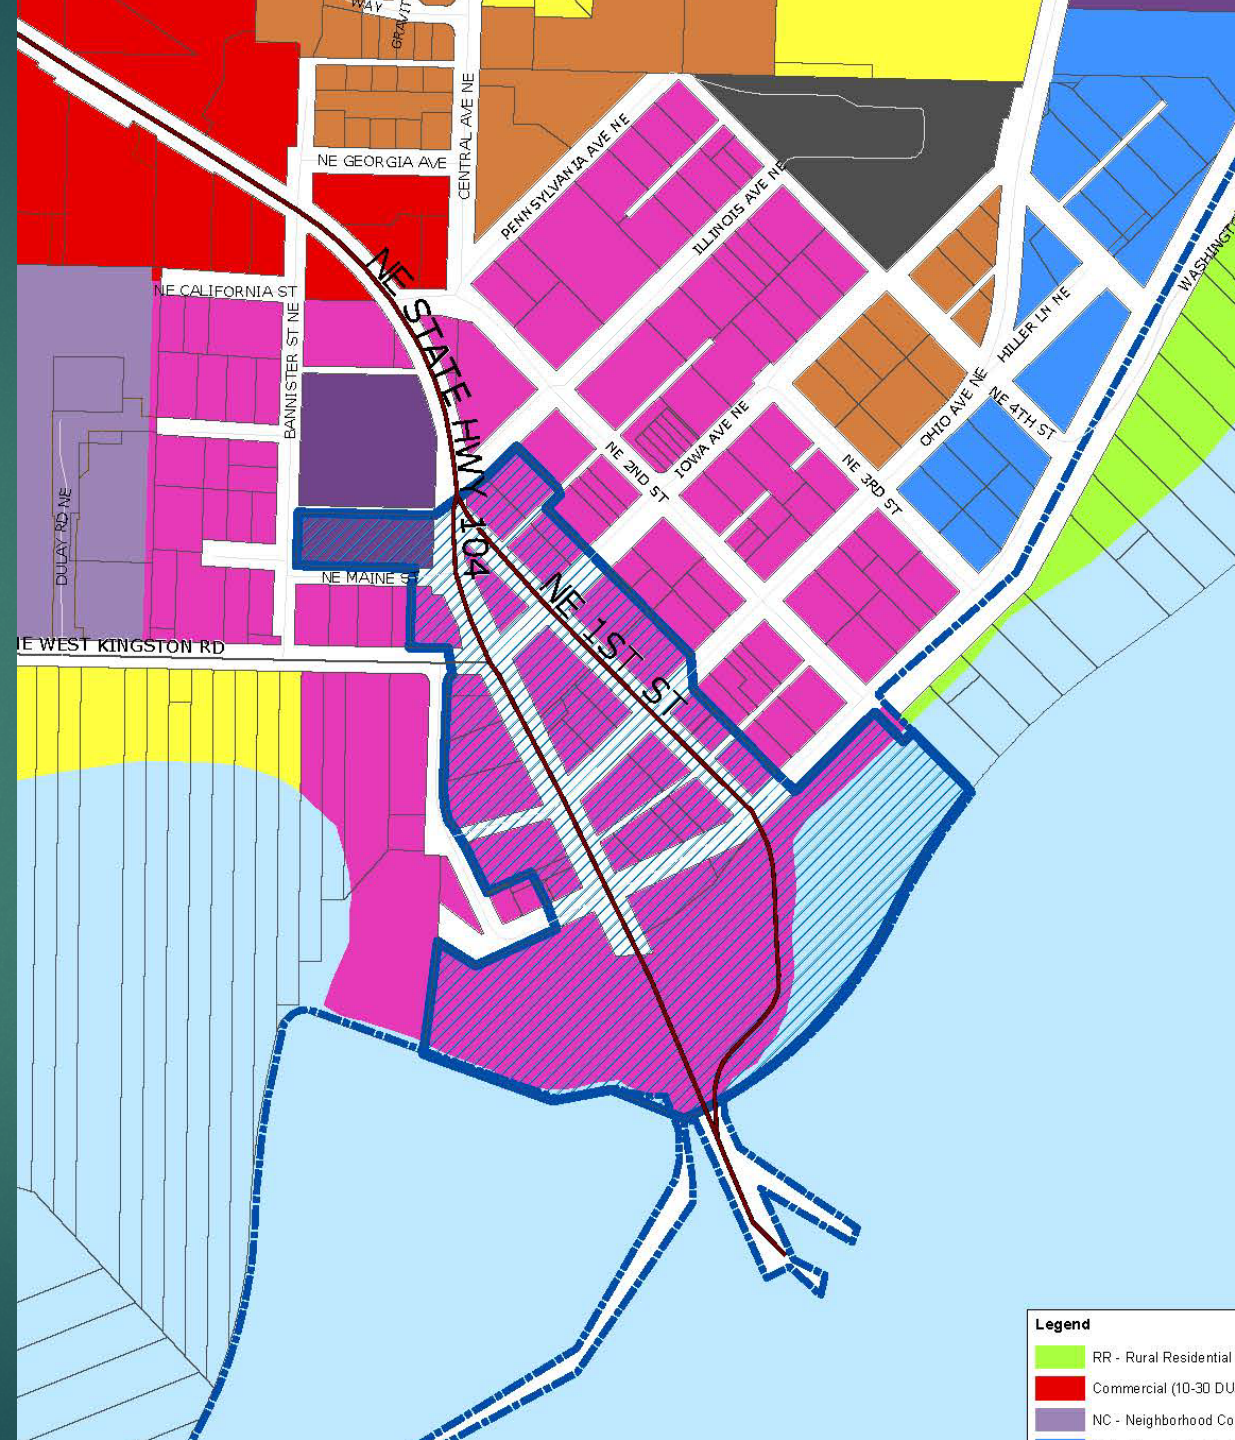 WAY
GRAVIT
CENTRAL AVE NE
NE GEORGIA AVE
PENNSYLVANIA AVE NE
ILLINOIS AVE NE
WASHINGT
NE STATE HWY 104
NE CALIFORNIA ST
BANNISTER ST NE
HILLER LN NE
OHIO AVE NE
NE 4TH ST
IOWA AVE NE
NE 2ND ST
NE 3RD ST
DULAY RD NE
NE MAINE S
NE 1ST ST
NE WEST KINGSTON RD
Legend
RR - Rural Residential
Commercial (10-30 DU
NC - Neighborhood Co